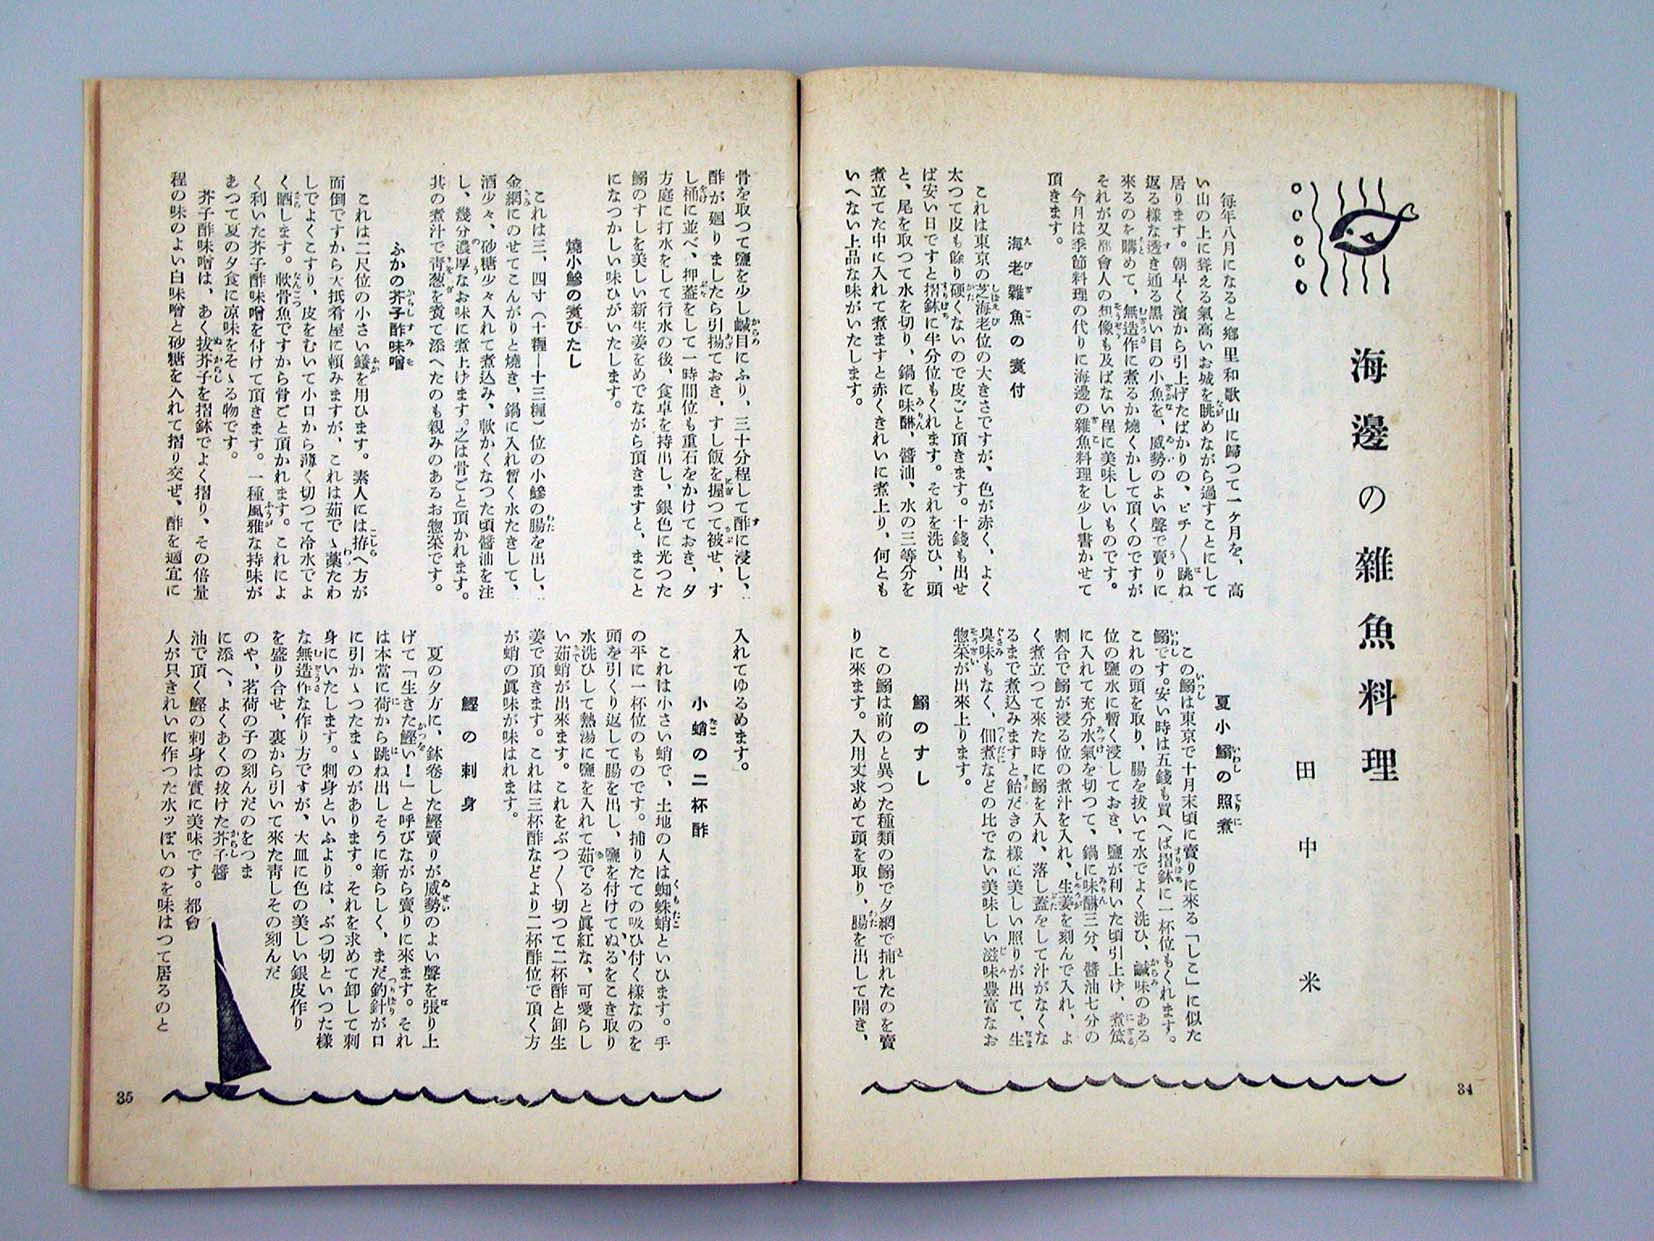 海邊の雜魚料理
田中米
每年八月になると鄕里和歌山に歸つて一ヶ月を、高
い山の上に聳える氣高いお城を眺めながら過すことにして
居ります。朝早く濱から引上げたばかりの、ピチ〳〵跳ね
返る様な透き通る黒い目の小魚を、威勢のよい聲で賣りに
來るのを購めて、無造作に煮るか燒くかして頂くのですが
それが又都會人の想像も及ばない程に美味しいものです。
今月は季節料理の代りに海邊の雜魚料理を少し書かせて
頂きます。
海老雜魚の煮付
これは東京の芝海老位の大きさですが、色が赤く、よく
太つて皮も餘り硬くないので皮ごと頂きます。十錢も出せ
ば安い日ですと摺鉢に半分位もくれます。それを洗ひ、頭
と、尾を取つて水を切り、鍋に味醂、醬油、水の三等分を
煮立てた中に入れて煮ますと赤くきれいに煮上り、何とも
いへない上品な味がいたします。
夏小鰯の照煮
この鰯は東京で十月末頃に賣りに來る「しこ」に似た
鰯です。安い時は五錢も買へば摺鉢に一杯位もくれます。
これの頭を取り、腸を拔いて水でよく洗ひ、鹹味のある
位の鹽水に暫く浸しておき、鹽が利いた頃引上げ、煮笊
に入れて充分水氣を切つて、鍋に味醂三分、醬油七分の
割合で鰯が浸る位の煮汁を入れ、生姜を刻んで入れ、よ
く煮立つて來た時に鰯を入れ、落し蓋をして汁がなくな
るまで煮込みますと飴だきの様に美しい照りが出て、生
臭味もなく、佃煮などの比でない美味しい滋味豊富なお
惣菜が出來上ります。
鰯のすし
この鰯は前のと異つた種類の鰯で夕網で捕れたのを賣
りに來ます。入用丈求めて頭を取り、腸を出して開き、
34
骨を取つて鹽を少し鹹目にふり、三十分程して酢に浸し、
酢が廻りましたら引揚ておき、すし飯を握つて被せ、す
し桶に並べ、押蓋をして一時間位も重石をかけておき、夕
方庭に打水をして行水の後、食卓を持出し、銀色に光つた
鰯のすしを美しい新生姜をめでながら頂きますと、まこと
になつかしい味ひがいたします。
燒小鰺の煮びたし
これは三、四寸(十糎―十三糎)位の小鰺の腸を出し、
金網にのせてこんがりと燒き、鍋に入れ暫く水たきして、
酒少々、砂糖少々入れて煮込み、軟かくなつた頃醬油を注
し、幾分濃厚なお味に煮上げます。之は骨ごと頂かれます。
其の煮汁で靑葱を煮て添へたのも親みのあるお惣菜です。
ふかの芥子酢味噌
これは二尺位の小さい鱶を用ひます。素人には拵へ方が
面倒ですから大抵肴屋に賴みますが、これは茹でゝ藁たわ
しでよくこすり、皮をむいて小口から薄く切つて冷水でよ
く晒します。軟骨魚ですから骨ごと頂かれます。これによ
く利いた芥子酢味噌を付けて頂きます。一種風雅な持味が
あつて夏の夕食に凉味をそゝる物です。
芥子酢味噌は、あく拔芥子を摺鉢でよく摺り、その倍量
程の味のよい白味噌と砂糖を入れて摺り交ぜ、酢を適宜に
入れてゆるめます。
小蛸の二杯酢
これは小さい蛸で、土地の人は蜘蛛蛸といひます。手
の平に一杯位のものです。捕りたての吸ひ付く様なのを
頭を引くり返して腸を出し、鹽を付けてぬるをこき取り
水洗ひして熱湯に鹽を入れて茹でると眞紅な、可愛らし
い茹蛸が出來ます。これをぶつ〳〵切つて二杯酢と卸生
姜で頂きます。これは三杯酢などより二杯酢位で頂く方
が蛸の眞味が味はれます。
鰹の刺身
夏の夕方に、鉢卷した鰹賣りが威勢のよい聲を張り上
げて「生きた鰹い!」と呼びながら賣りに來ます。それ
は本當に荷から跳ね出しそうに新らしく、まだ釣針が口
に引かゝつたまゝのがあります。それを求めて卸して刺
身にいたします。刺身といふよりは、ぶつ切といつた様
な無造作な作り方ですが、大皿に色の美しい銀皮作り
を盛り合せ、裏から引いて來た靑しその刻んだ
のや、茗荷の子の刻んだのをつま
に添へ、よくあくの拔けた芥子醬
油で頂く鰹の刺身は實に美味です。都會
人が只きれいに作つた水ッぽいのを味はつて居るのと
35